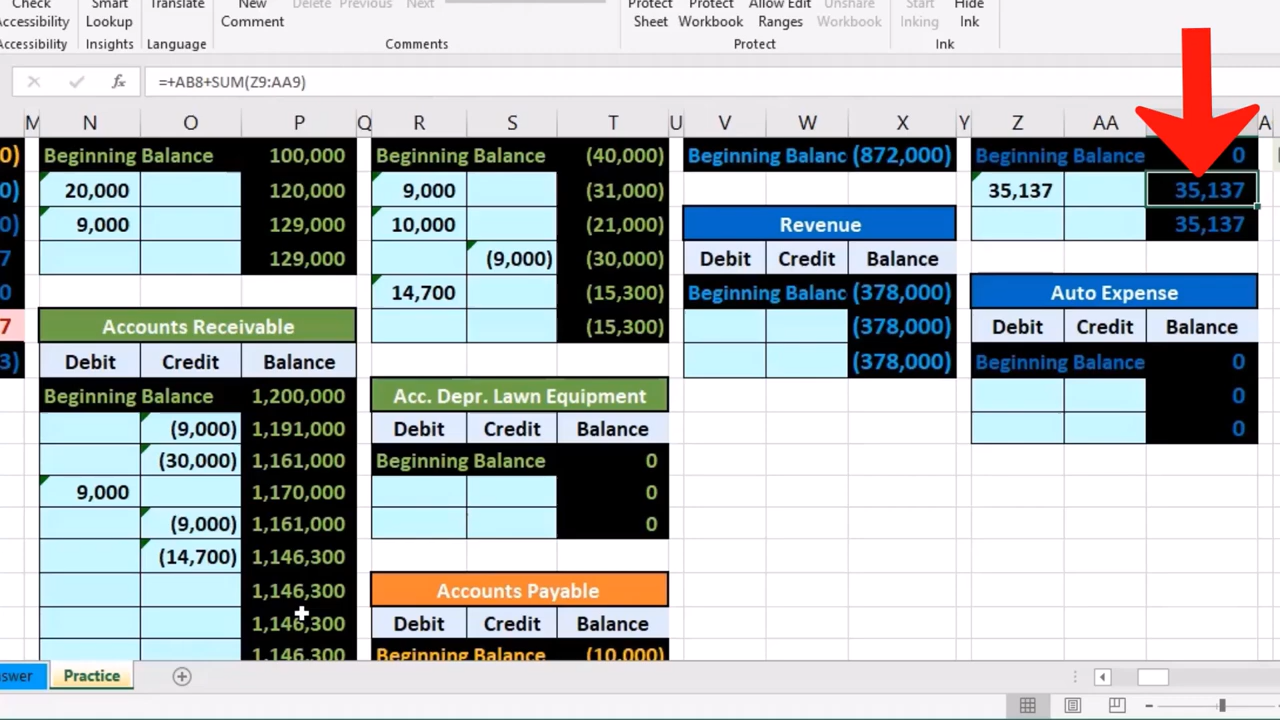 Check Smart New Delete Previous Next Protect Protect Allow Edit Unshare Start Hide
Accessibility Lookup Comment Sheet Workbook Ranges Workbook Inking Ink
Accessibility Insights Language Comments Protect Ink
fx =+AB8+SUM(Z9:AA9)
M N O P Q R S T U V W X Y Z AA A
0) Beginning Balance 100,000 Beginning Balance (40,000) Beginning Balanc (872,000) Beginning Balance 0
0) 20,000 120,000 9,000 (31,000) 35,137 35,137
0) 9,000 129,000 10,000 (21,000) Revenue 35,137
7 129,000 (9,000) (30,000) Debit Credit Balance
0 14,700 (15,300) Beginning Balanc (378,000) Auto Expense
7 Accounts Receivable (15,300) (378,000) Debit Credit Balance
3) Debit Credit Balance (378,000) Beginning Balance 0
Beginning Balance 1,200,000 Acc. Depr. Lawn Equipment 0
(9,000) 1,191,000 Debit Credit Balance 0
(30,000) 1,161,000 Beginning Balance 0
9,000 1,170,000 0
(9,000) 1,161,000 0
(14,700) 1,146,300
1,146,300 Accounts Payable
1,146,300 Debit Credit Balance
1,146,300 Beginning Balance (10,000)
swer Practice